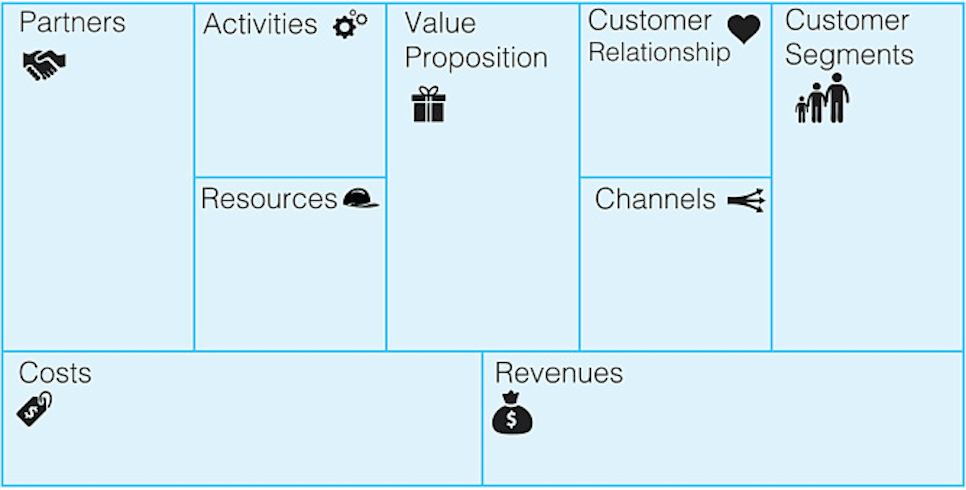 Partners
Activities
Value
Proposition
Customer
Relationship
Customer
Segments
Resources
Channels
Costs
$
Revenues
$